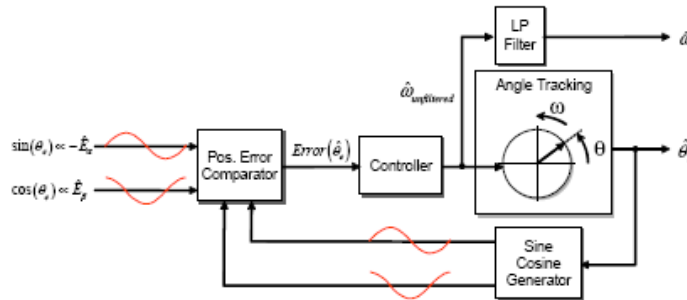 LP
Filter
ω̂unfiltered
Angle Tracking
ω
θ
θ̂
sin(θe) ∝ -Êα
cos(θe) ∝ Êβ
Pos. Error
Comparator
Error(θ̂e)
Controller
Sine
Cosine
Generator